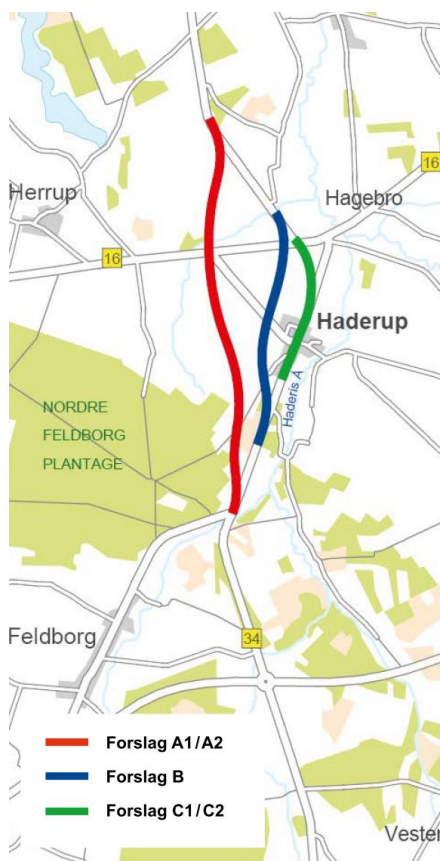 16
Herrup
Hagebro
16
Haderup
Haderis Å
NORDRE
FELDBORG
PLANTAGE
Feldborg
34
Forslag A1/A2
Forslag B
Forslag C1/C2
Vester